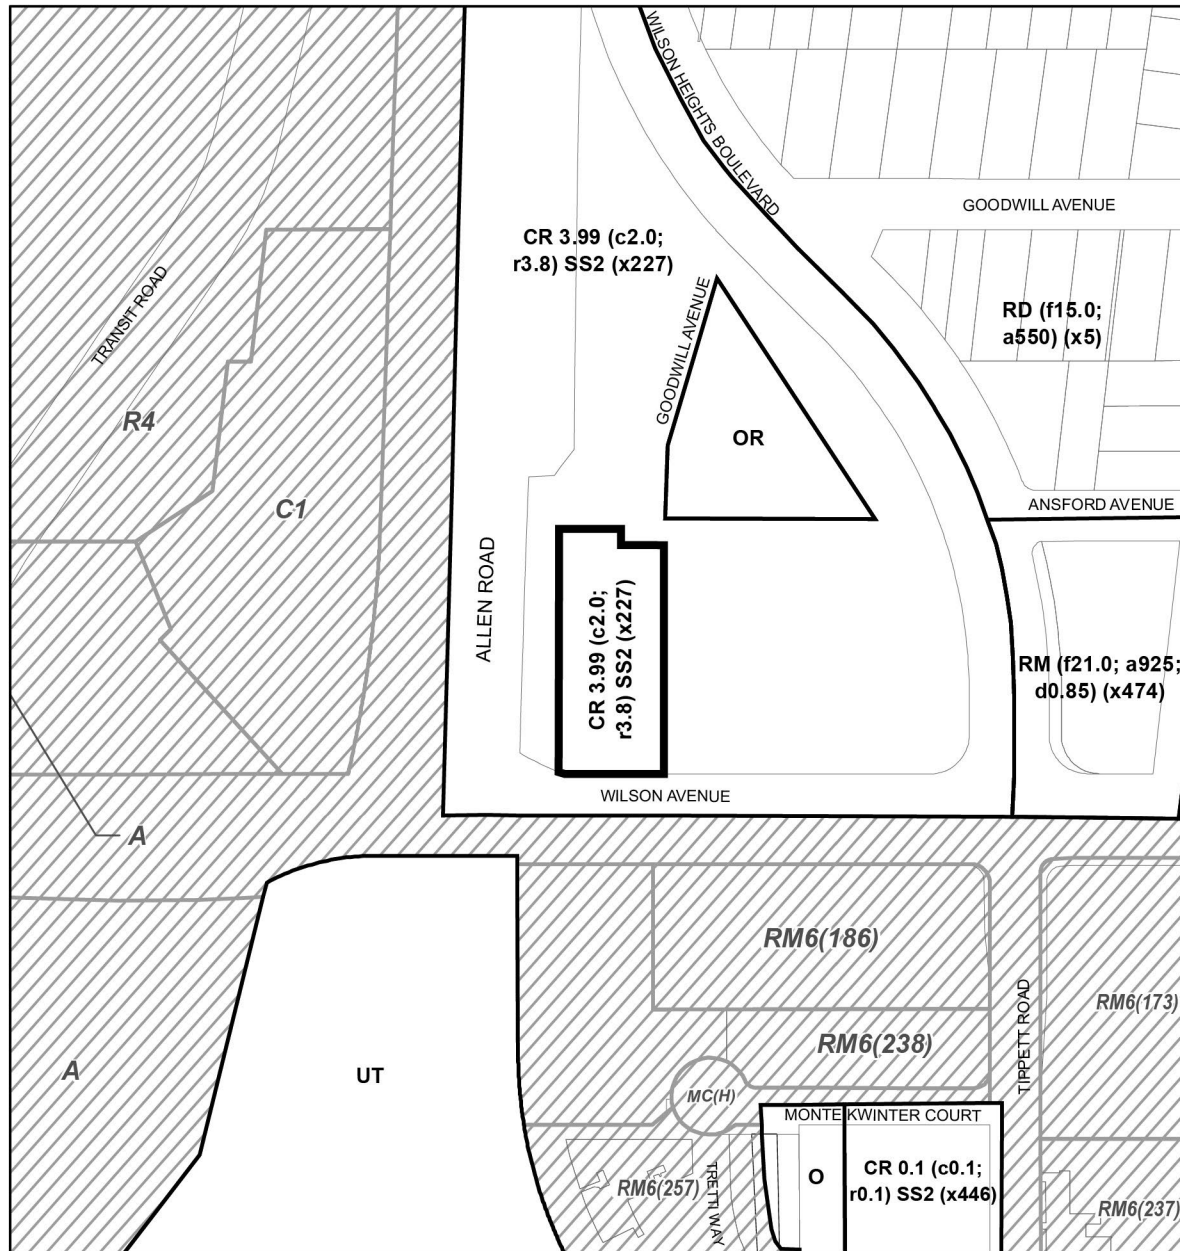 WILSON HEIGHTS BOULEVARD
GOODWILL AVENUE
CR 3.99 (c2.0;
r3.8) SS2 (x227)
TRANSIT ROAD
GOODWILL AVENUE
RD (f15.0;
a550) (x5)
R4
OR
C1
ANSFORD AVENUE
ALLEN ROAD
CR 3.99 (c2.0;
r3.8) SS2 (x227)
RM (f21.0; a925;
d0.85) (x474)
WILSON AVENUE
A
RM6(186)
RM6(173)
TIPPETT ROAD
RM6(238)
A
UT
MC(H)
MONTE KWINTER COURT
RM6(257)
TRETTI WAY
O
CR 0.1 (c0.1;
r0.1) SS2 (x446)
RM6(237)